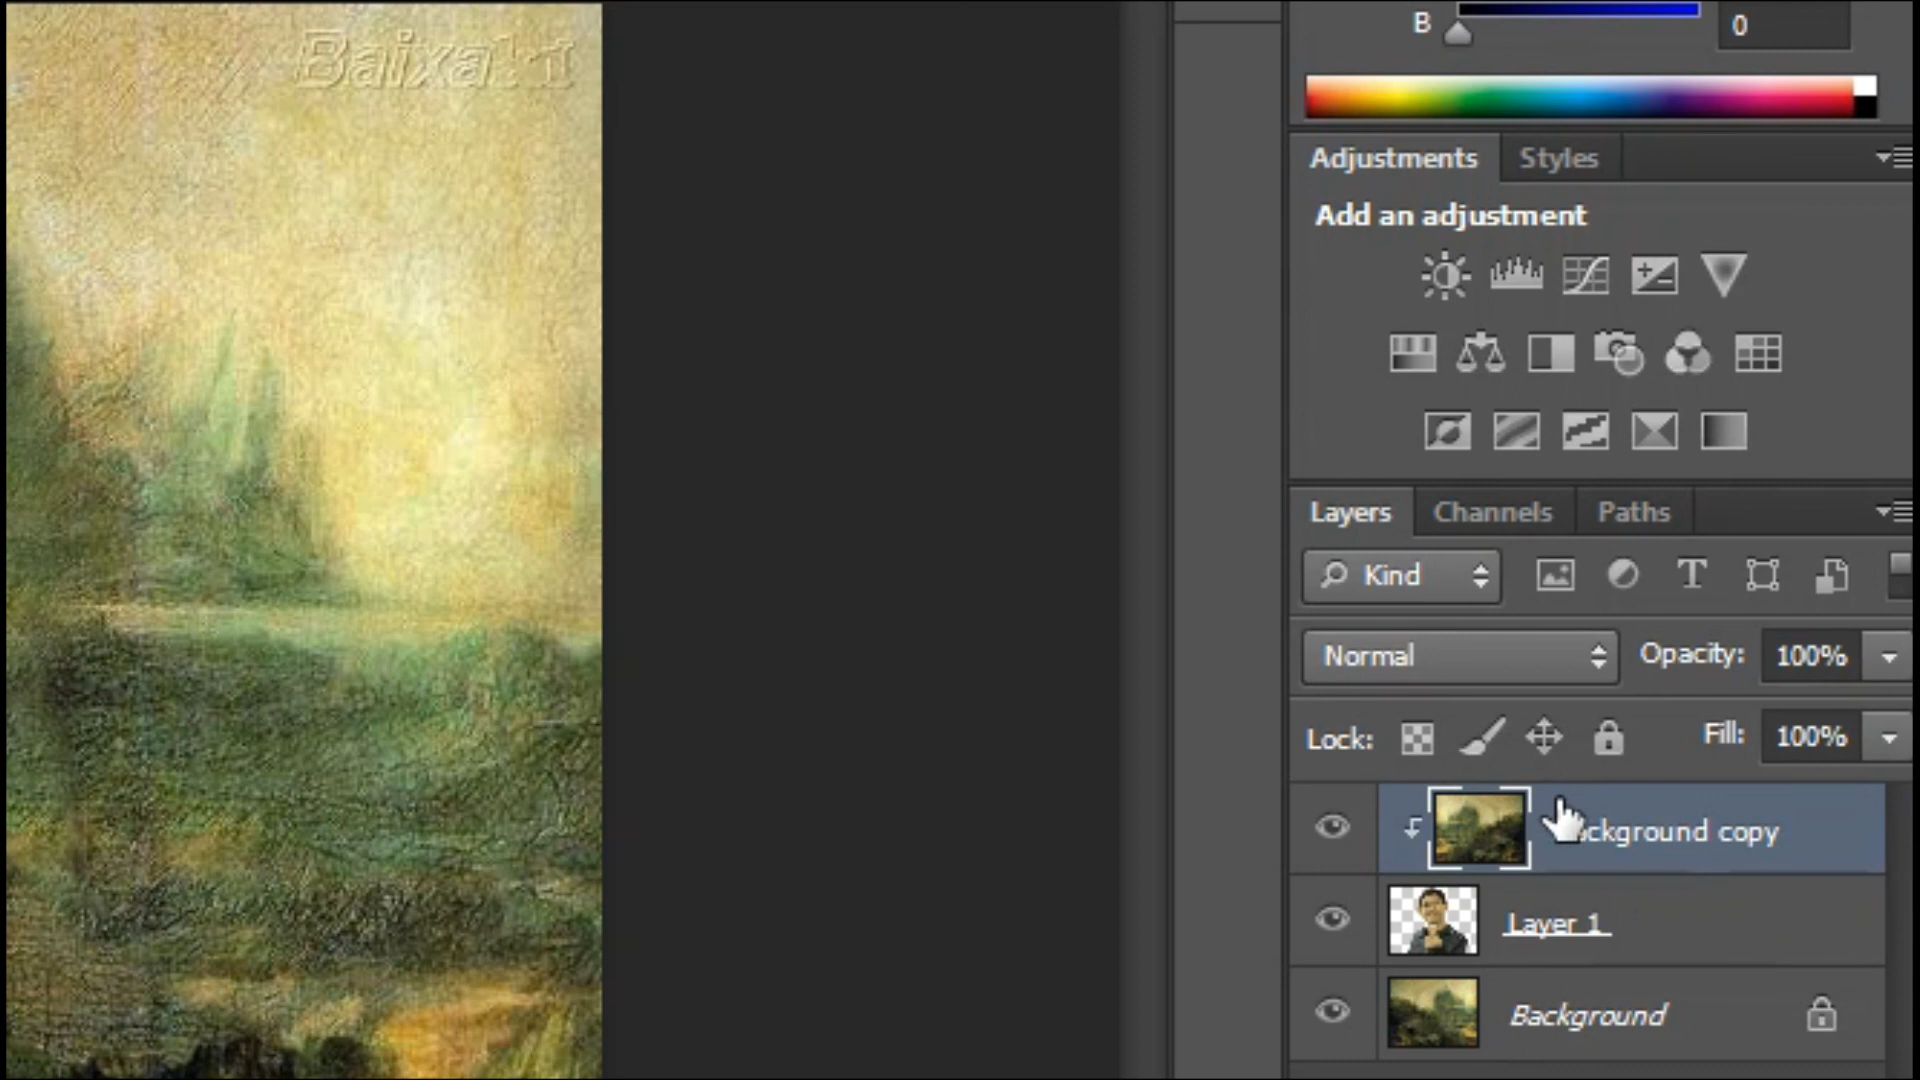 Baixaki
B
0
Adjustments Styles
Add an adjustment
Layers Channels Paths
Kind
Normal Opacity: 100%
Lock: Fill: 100%
ackground copy
Layer 1
Background